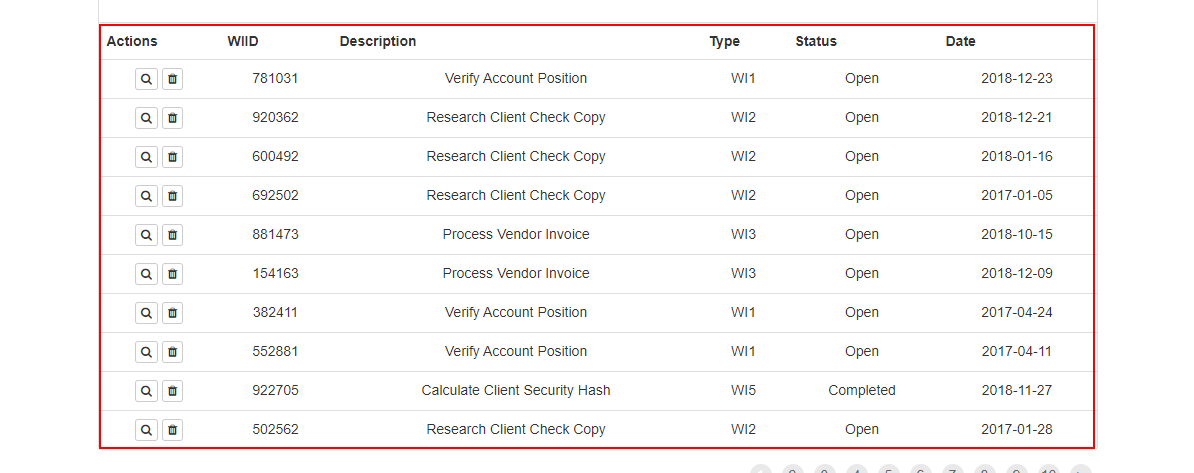 Actions WIID Description Type Status Date
781031 Verify Account Position WI1 Open 2018-12-23
920362 Research Client Check Copy WI2 Open 2018-12-21
600492 Research Client Check Copy WI2 Open 2018-01-16
692502 Research Client Check Copy WI2 Open 2017-01-05
881473 Process Vendor Invoice WI3 Open 2018-10-15
154163 Process Vendor Invoice WI3 Open 2018-12-09
382411 Verify Account Position WI1 Open 2017-04-24
552881 Verify Account Position WI1 Open 2017-04-11
922705 Calculate Client Security Hash WI5 Completed 2018-11-27
502562 Research Client Check Copy WI2 Open 2017-01-28